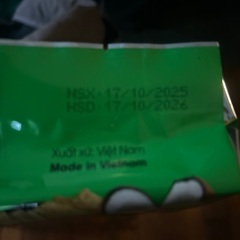 NSX: 17/10/2025
HSD: 17/10/2026
Xuất xứ: Việt Nam
Made in Vietnam